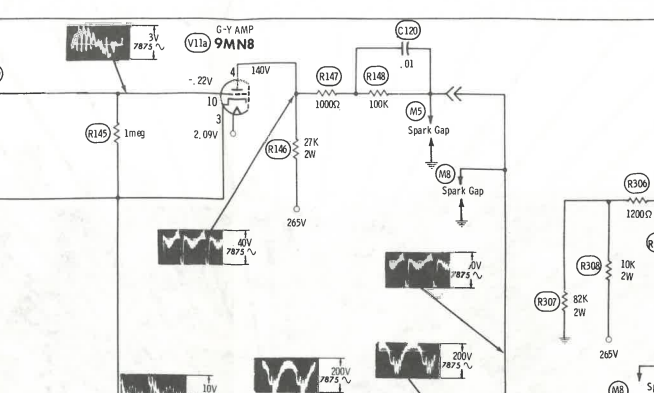 3V
7875∿
G-Y AMP
V11a 9MN8
C120
.01
4
140V
-.22V
10
3
2.09V
R147
1000Ω
R148
100K
R145
1meg
R146
27K
2W
265V
M5
Spark Gap
M8
Spark Gap
R306
1200Ω
40V
7875∿
0V
7875∿
R308
10K
2W
R307
82K
2W
265V
200V
7875∿
200V
7875∿
10V
M8